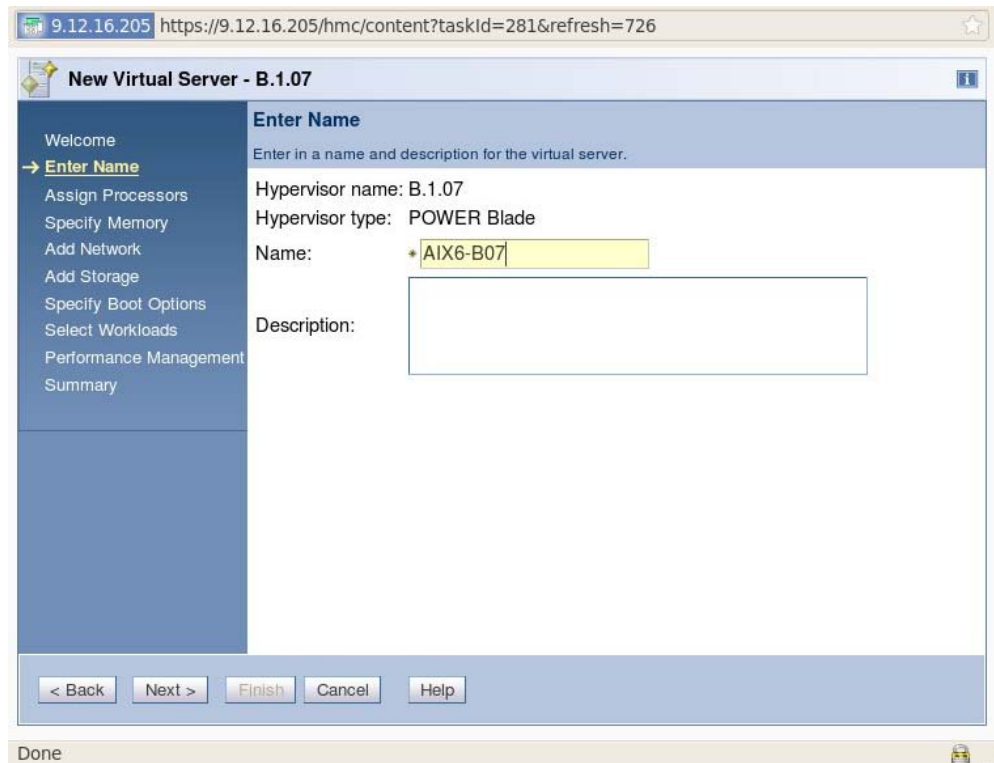 9.12.16.205 https://9.12.16.205/hmc/content?taskId=281&refresh=726
New Virtual Server - B.1.07
Welcome
Enter Name
Assign Processors
Specify Memory
Add Network
Add Storage
Specify Boot Options
Select Workloads
Performance Management
Summary
Enter Name
Enter in a name and description for the virtual server.
Hypervisor name: B.1.07
Hypervisor type: POWER Blade
Name: * AIX6-B07
Description:
< Back Next > Finish Cancel Help
Done